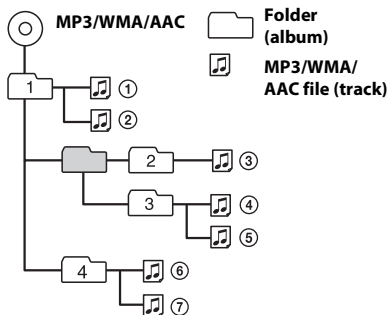 MP3/WMA/AAC
Folder
(album)
MP3/WMA/
AAC file (track)
1
①
②
2
③
3
④
⑤
4
⑥
⑦